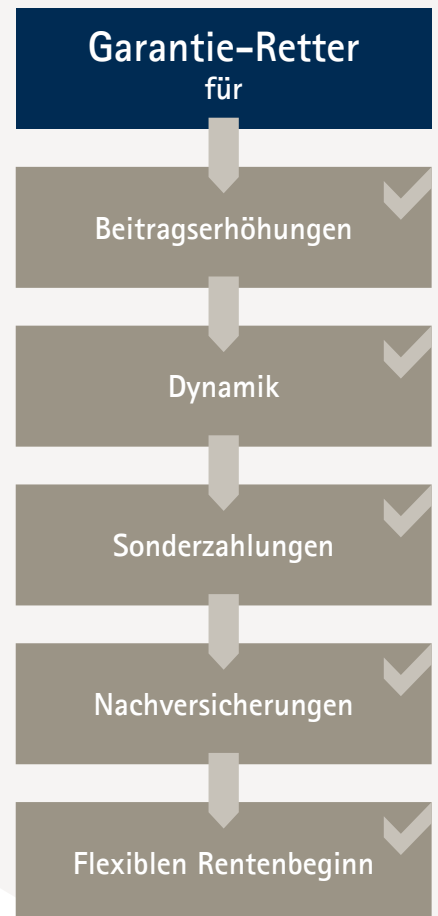 Garantie-Retter
für
Beitragserhöhungen
Dynamik
Sonderzahlungen
Nachversicherungen
Flexiblen Rentenbeginn